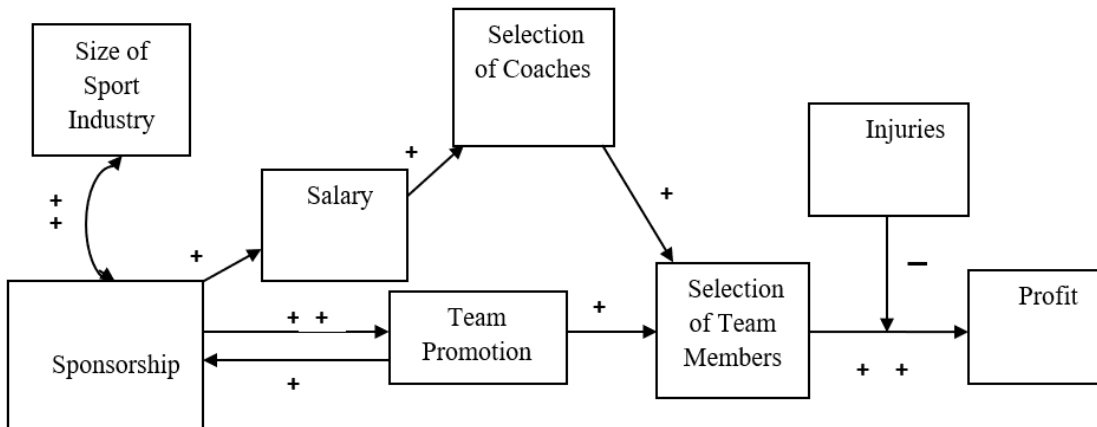 Size of
Sport
Industry
Selection
of Coaches
Injuries
Salary
+
+
+
+
+
+
–
Sponsorship
+ +
+
Team
Promotion
+
Selection
of Team
Members
+ +
Profit